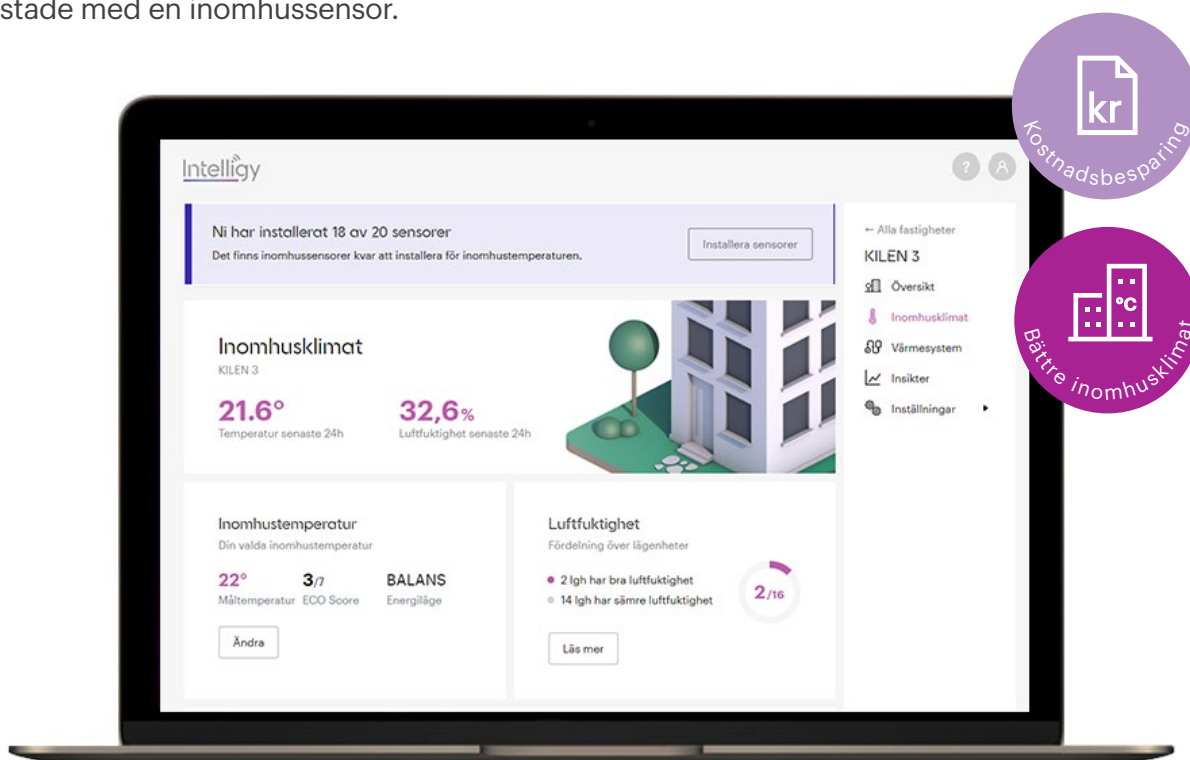 stade med en inomhussensor.
kr
Kostnadsbesparing
Intelligy
?
Ni har installerat 18 av 20 sensorer
Det finns inomhussensorer kvar att installera för inomhustemperaturen.
Installera sensorer
← Alla fastigheter
KILEN 3
Översikt
Inomhusklimat
Värmesystem
Insikter
Inställningar
°C
Bättre inomhusklimat
Inomhusklimat
KILEN 3
21.6° 32,6%
Temperatur senaste 24h Luftfuktighet senaste 24h
Inomhustemperatur
Din valda inomhustemperatur
22° 3/7 BALANS
Måltemperatur ECO Score Energiläge
Ändra
Luftfuktighet
Fördelning över lägenheter
2 lgh har bra luftfuktighet
14 lgh har sämre luftfuktighet
2/16
Läs mer